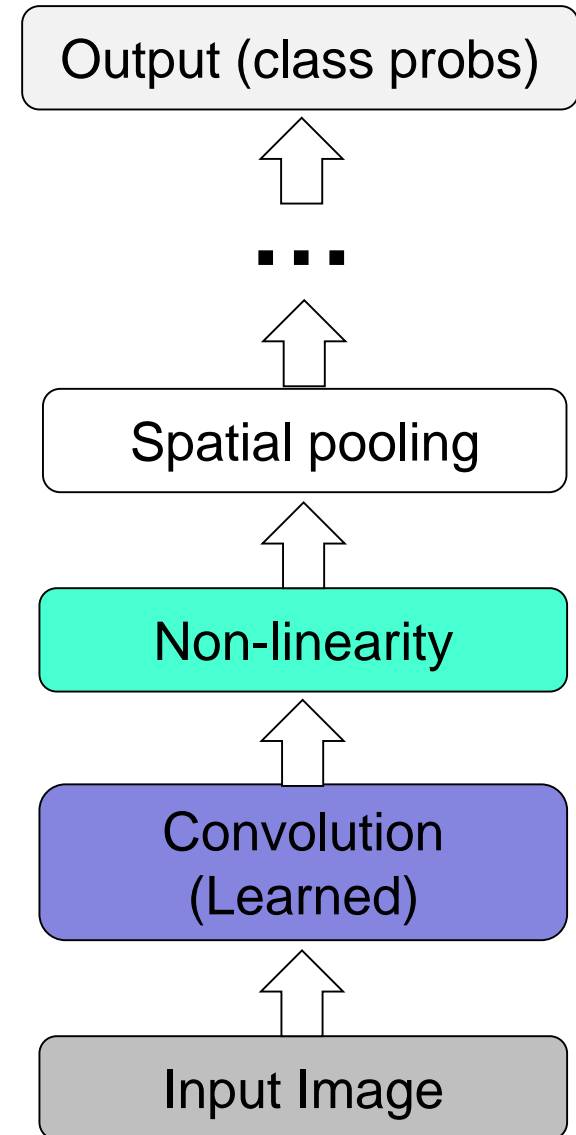 Output (class probs)
...
Spatial pooling
Non-linearity
Convolution
(Learned)
Input Image